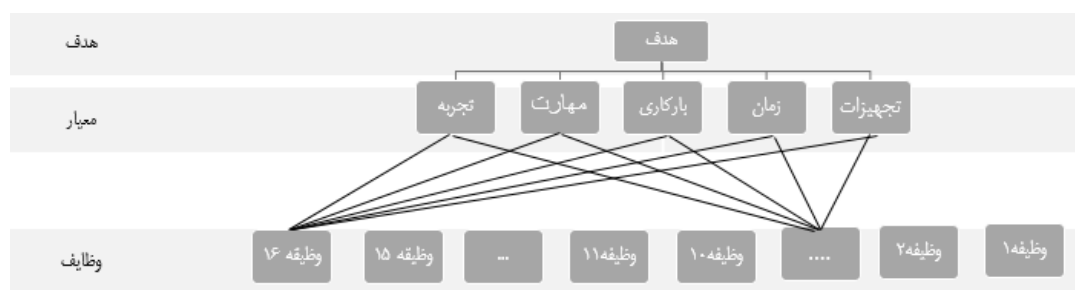 هدف
هدف
معیار
تجهیزات
زمان
بارکاری
مهارت
تجربه
وظایف
وظیفه۱
وظیفه۲
....
وظیفه۱۰
وظیفه۱۱
...
وظیفه ۱۵
وظیفه ۱۶